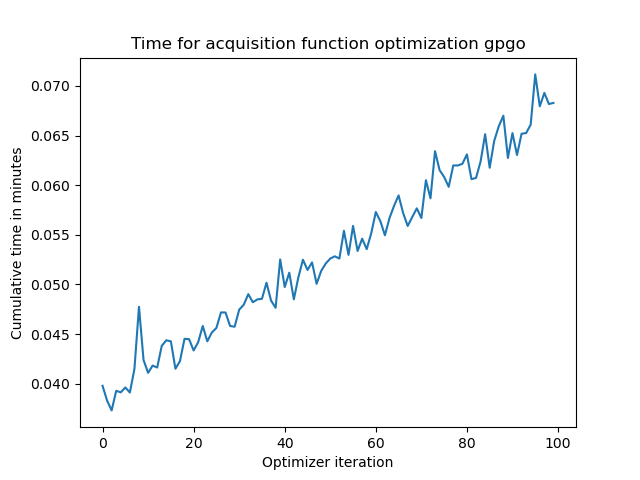 Time for acquisition function optimization gpgo
0.070
0.065
0.060
0.055
0.050
0.045
0.040
Cumulative time in minutes
0 20 40 60 80 100
Optimizer iteration